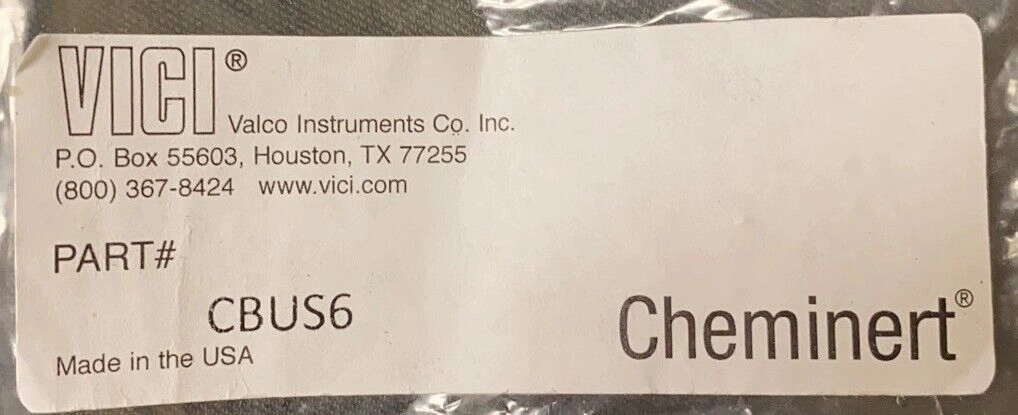 VICI®
Valco Instruments Co. Inc.
P.O. Box 55603, Houston, TX 77255
(800) 367-8424 www.vici.com
PART#
CBUS6
Made in the USA
Cheminert®